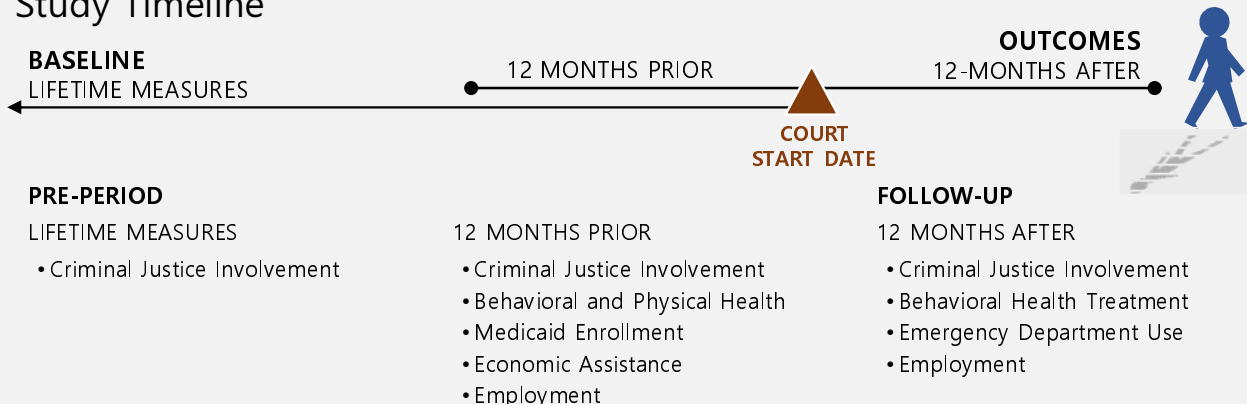 Study Timeline
BASELINE
LIFETIME MEASURES
12 MONTHS PRIOR
OUTCOMES
12-MONTHS AFTER
COURT
START DATE
PRE-PERIOD
LIFETIME MEASURES
• Criminal Justice Involvement
12 MONTHS PRIOR
• Criminal Justice Involvement
• Behavioral and Physical Health
• Medicaid Enrollment
• Economic Assistance
• Employment
FOLLOW-UP
12 MONTHS AFTER
• Criminal Justice Involvement
• Behavioral Health Treatment
• Emergency Department Use
• Employment